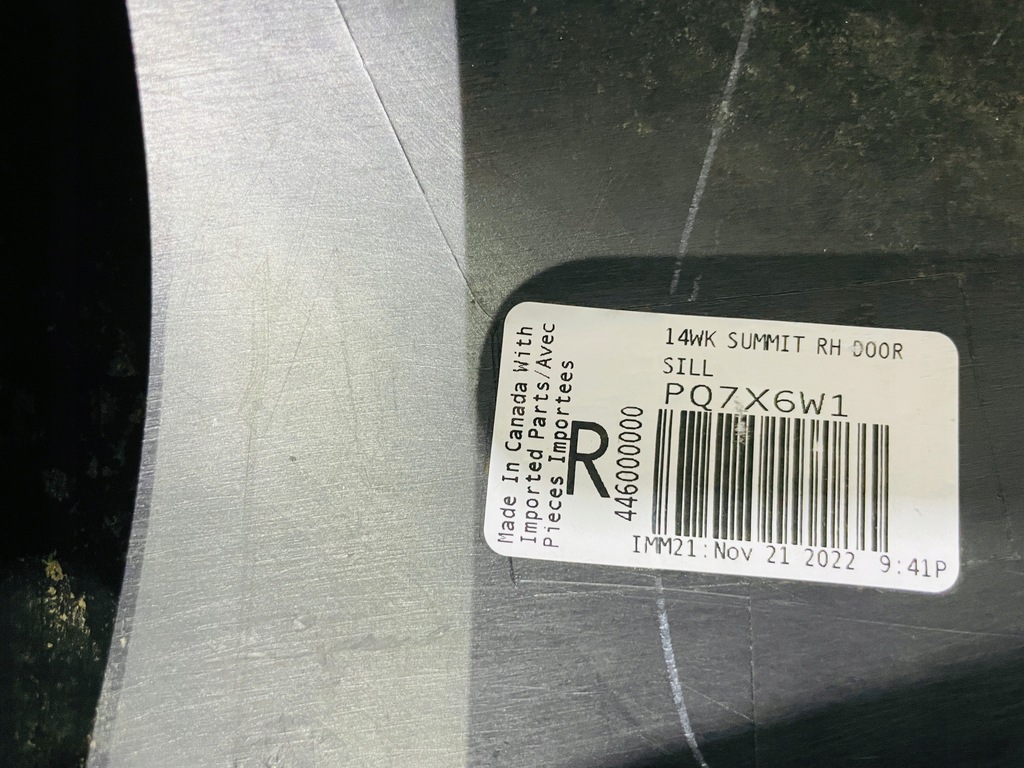 Made In Canada With
Imported Parts/Avec
Pieces Importees
R
446000000
14WK SUMMIT RH DOOR
SILL
PQ7X6W1
IMM21:Nov 21 2022 9:41P